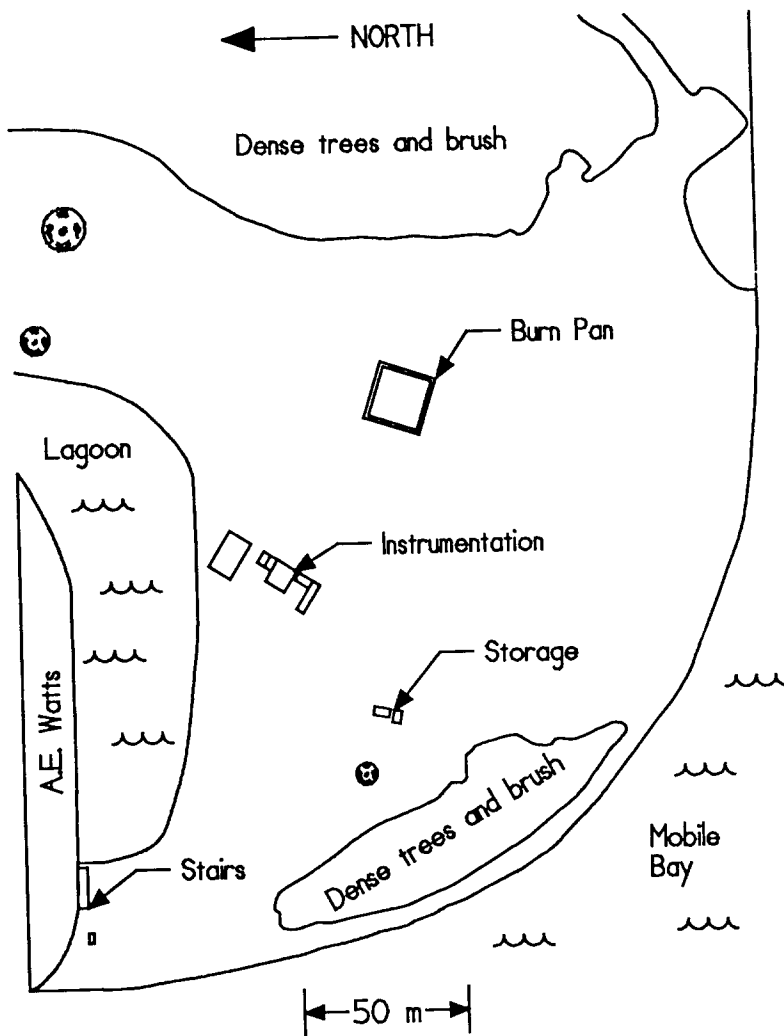 NORTH
Dense trees and brush
Burn Pan
Lagoon
Instrumentation
Storage
A.E. Watts
Dense trees and brush
Mobile
Bay
Stairs
50 m